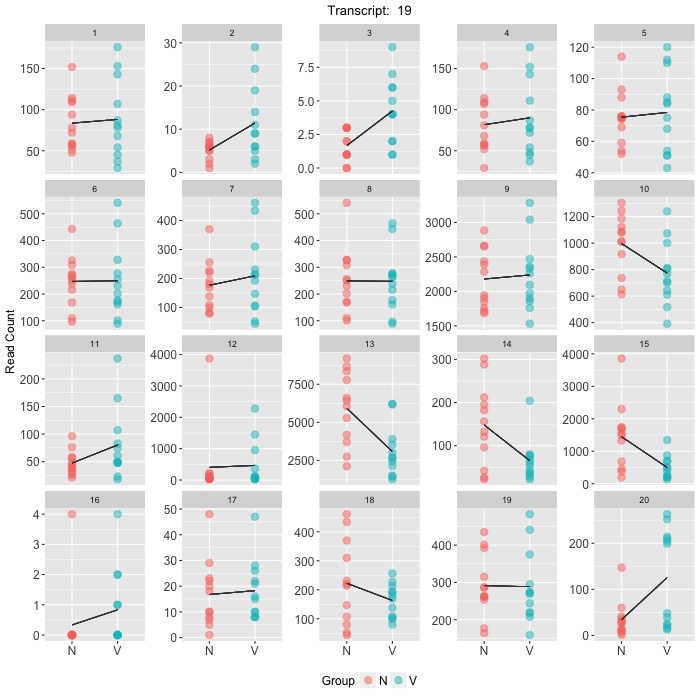 Transcript: 19
1 2 3 4 5
150 100 50
30 20 10 0
7.5 5.0 2.5 0.0
150 100 50
120 100 80 60 40
6 7 8 9 10
500 400 300 200 100
400 300 200 100
500 400 300 200 100
3000 2500 2000 1500
1200 1000 800 600 400
Read Count
11 12 13 14 15
200 150 100 50
4000 3000 2000 1000 0
7500 5000 2500
300 200 100
4000 3000 2000 1000 0
16 17 18 19 20
4 3 2 1 0
50 40 30 20 10 0
400 300 200 100
400 300 200
200 100 0
N V N V N V N V N V
Group N V